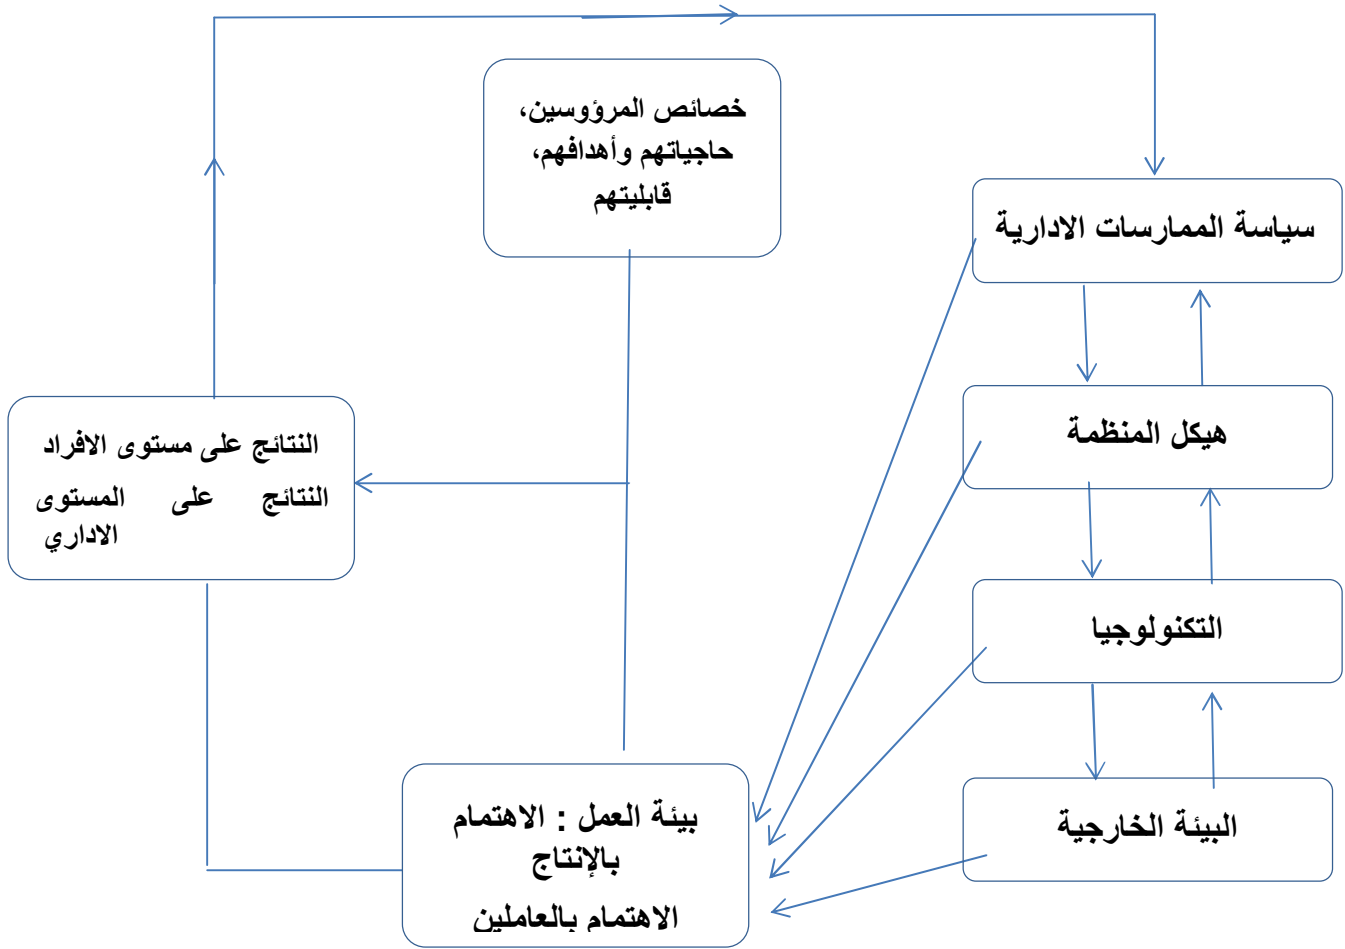 خصائص المرؤوسين،
حاجياتهم وأهدافهم،
قابليتهم
سياسة الممارسات الادارية
هيكل المنظمة
النتائج على مستوى الافراد
النتائج على المستوى
الاداري
التكنولوجيا
البيئة الخارجية
بيئة العمل : الاهتمام
بالإنتاج
الاهتمام بالعاملين